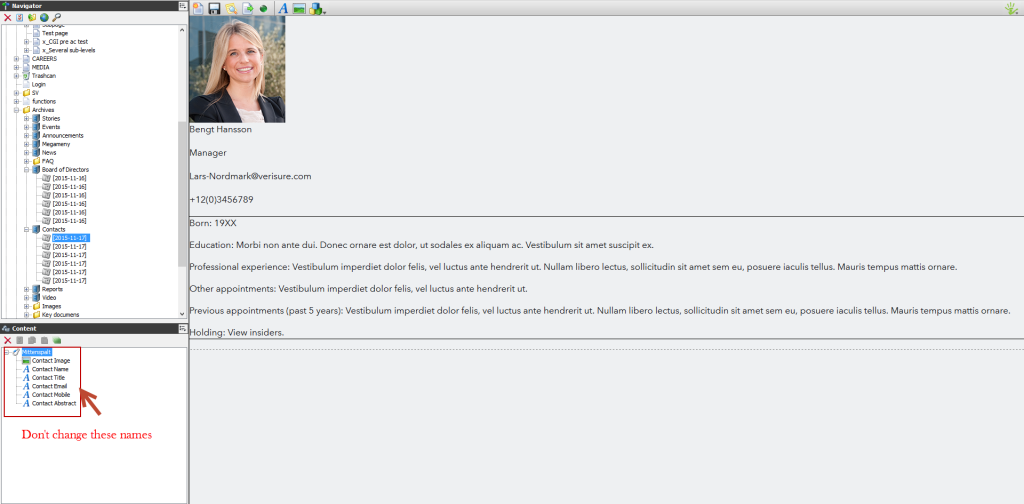 Navigator
Subpage
Test page
x_CGI pre ac test
x_Several sub-levels
CAREERS
MEDIA
Trashcan
Login
SV
functions
Archives
Stories
Events
Announcements
Megameny
News
FAQ
Board of Directors
[2015-11-16]
[2015-11-16]
[2015-11-16]
[2015-11-16]
[2015-11-16]
[2015-11-16]
Contacts
[2015-11-17]
[2015-11-17]
[2015-11-17]
[2015-11-17]
[2015-11-17]
[2015-11-17]
Reports
Video
Images
Key documens
Content
Mittenspalt
Contact Image
Contact Name
Contact Title
Contact Email
Contact Mobile
Contact Abstract
Don't change these names
Bengt Hansson
Manager
Lars-Nordmark@verisure.com
+12(0)3456789
Born: 19XX
Education: Morbi non ante dui. Donec ornare est dolor, ut sodales ex aliquam ac. Vestibulum sit amet suscipit ex.
Professional experience: Vestibulum imperdiet dolor felis, vel luctus ante hendrerit ut. Nullam libero lectus, sollicitudin sit amet sem eu, posuere iaculis tellus. Mauris tempus mattis ornare.
Other appointments: Vestibulum imperdiet dolor felis, vel luctus ante hendrerit ut.
Previous appointments (past 5 years): Vestibulum imperdiet dolor felis, vel luctus ante hendrerit ut. Nullam libero lectus, sollicitudin sit amet sem eu, posuere iaculis tellus. Mauris tempus mattis ornare.
Holding: View insiders.